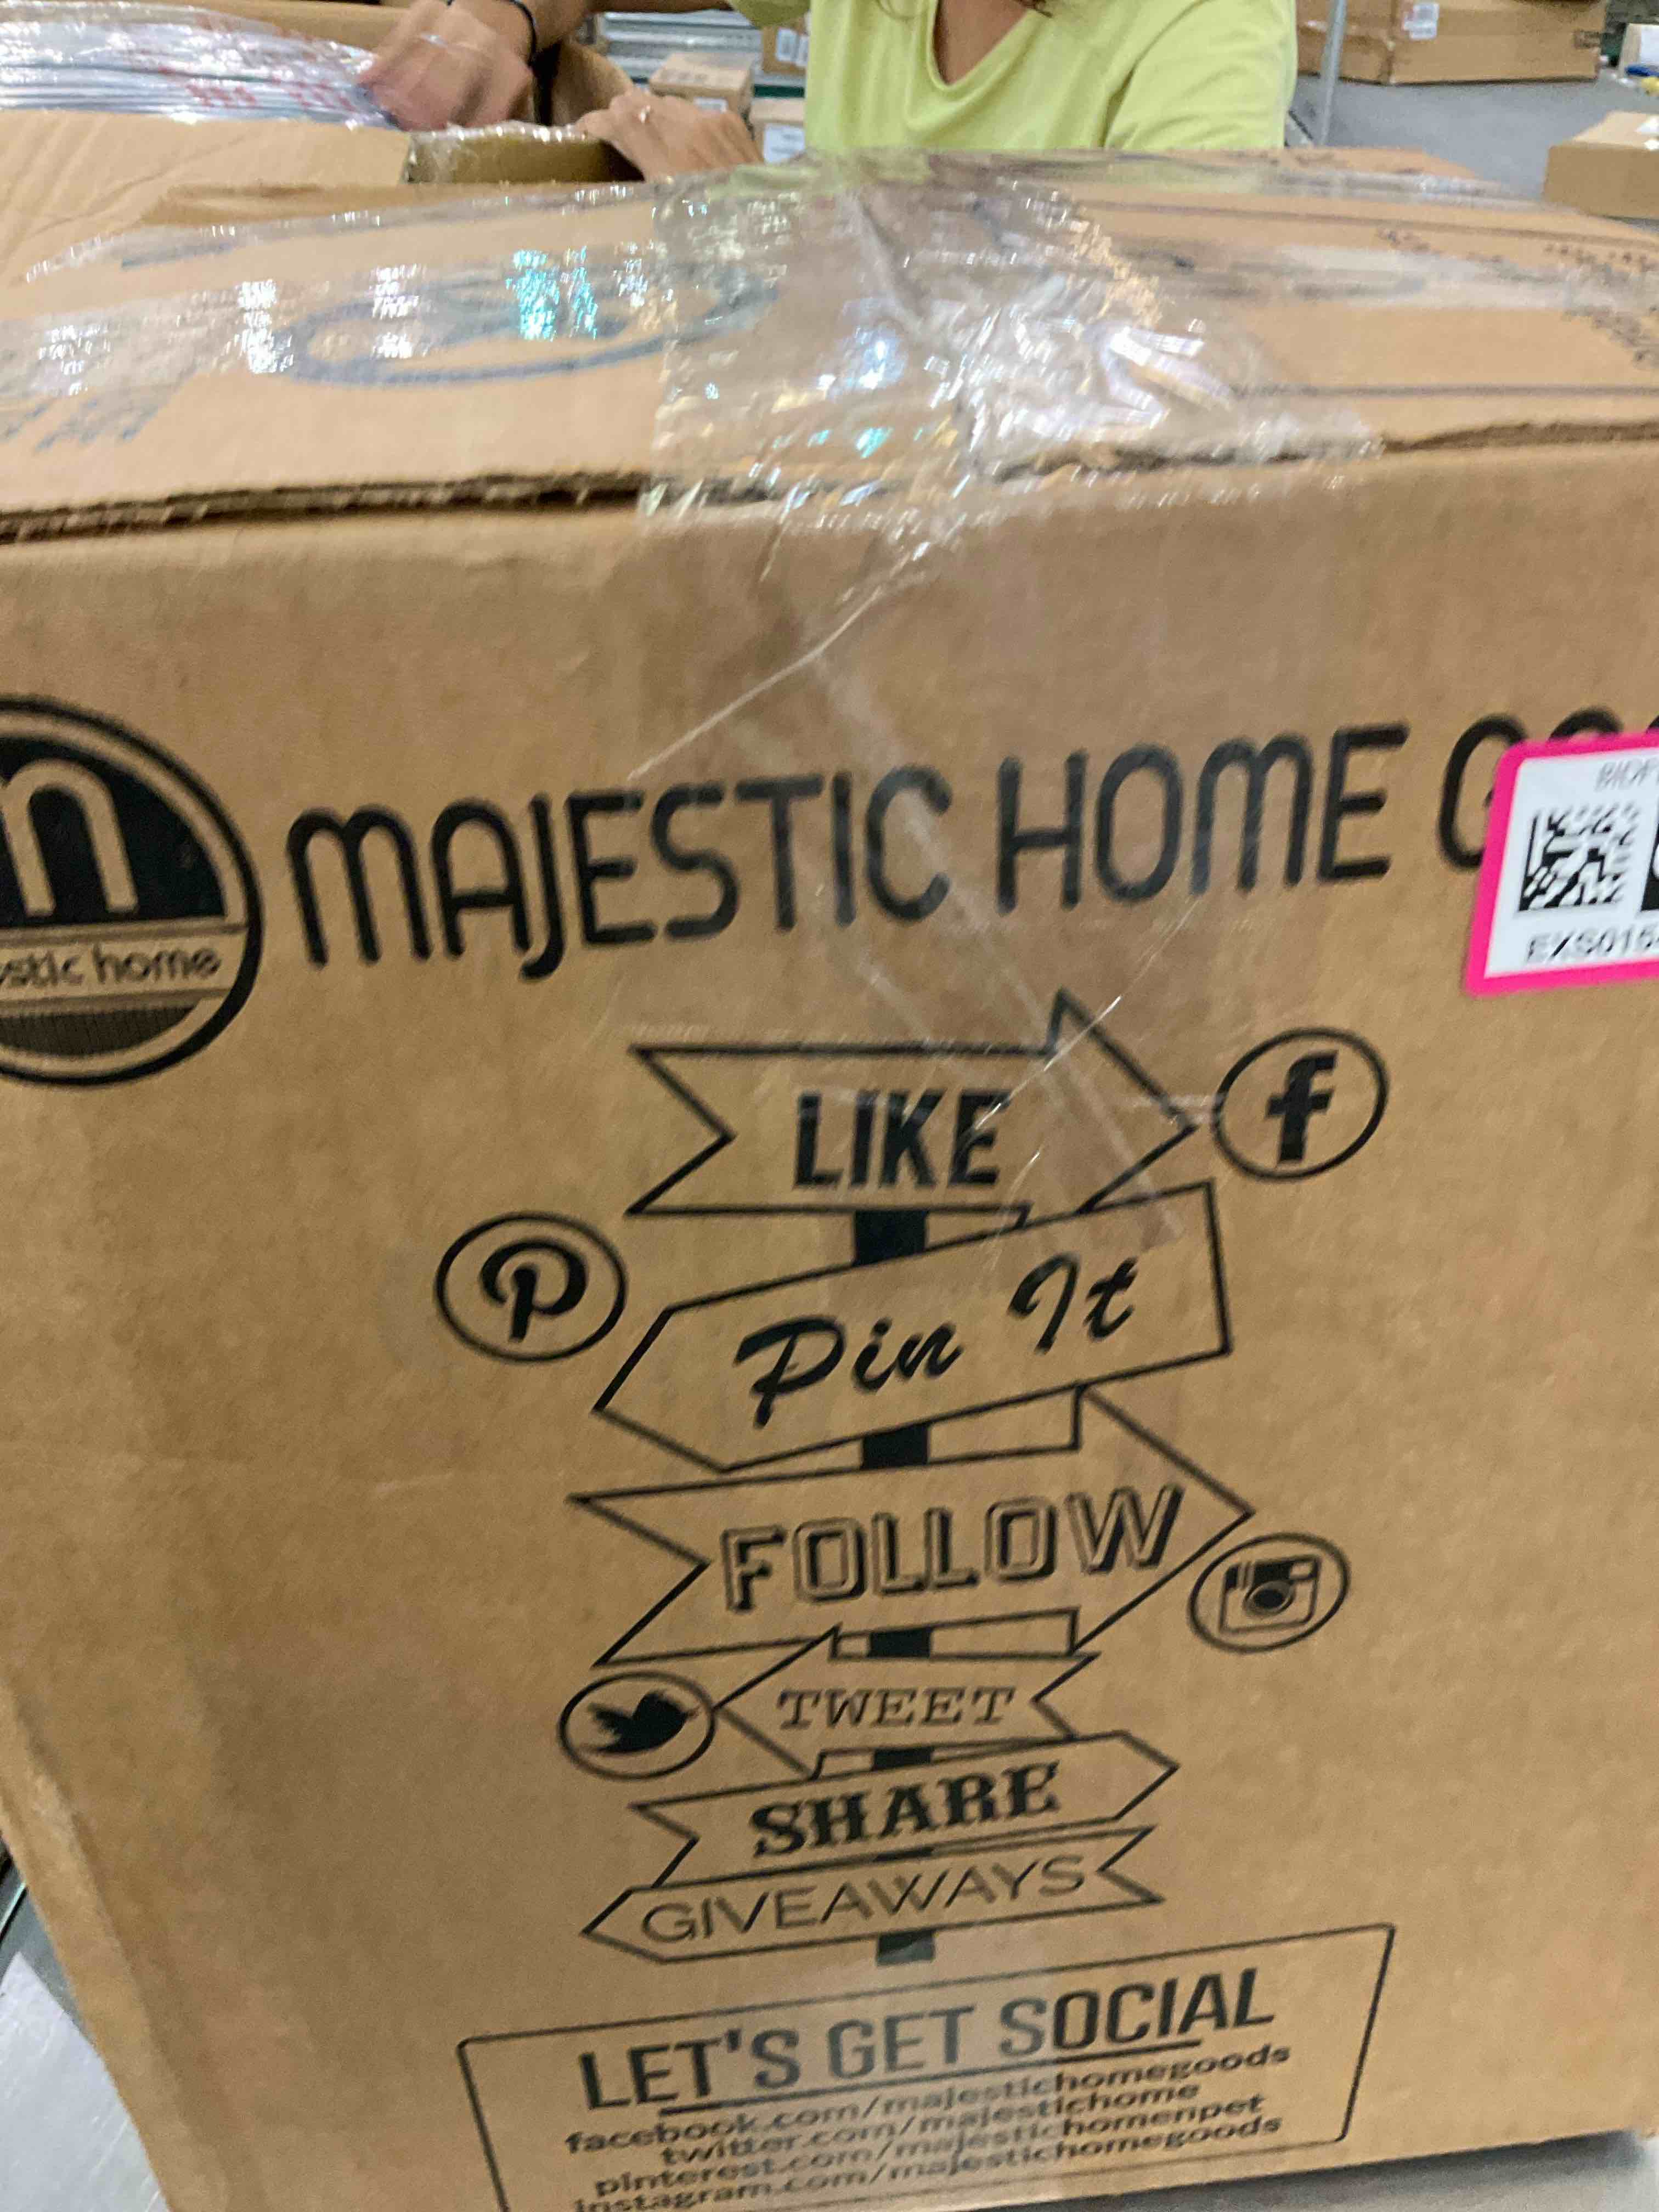 MAJESTIC HOME
stic home
LIKE
Pin It
FOLLOW
TWEET
SHARE
GIVEAWAYS
LET'S GET SOCIAL
facebook.com/majestichomegoods
twitter.com/majestichome
pinterest.com/majestichomenpet
instagram.com/majestichomegoods